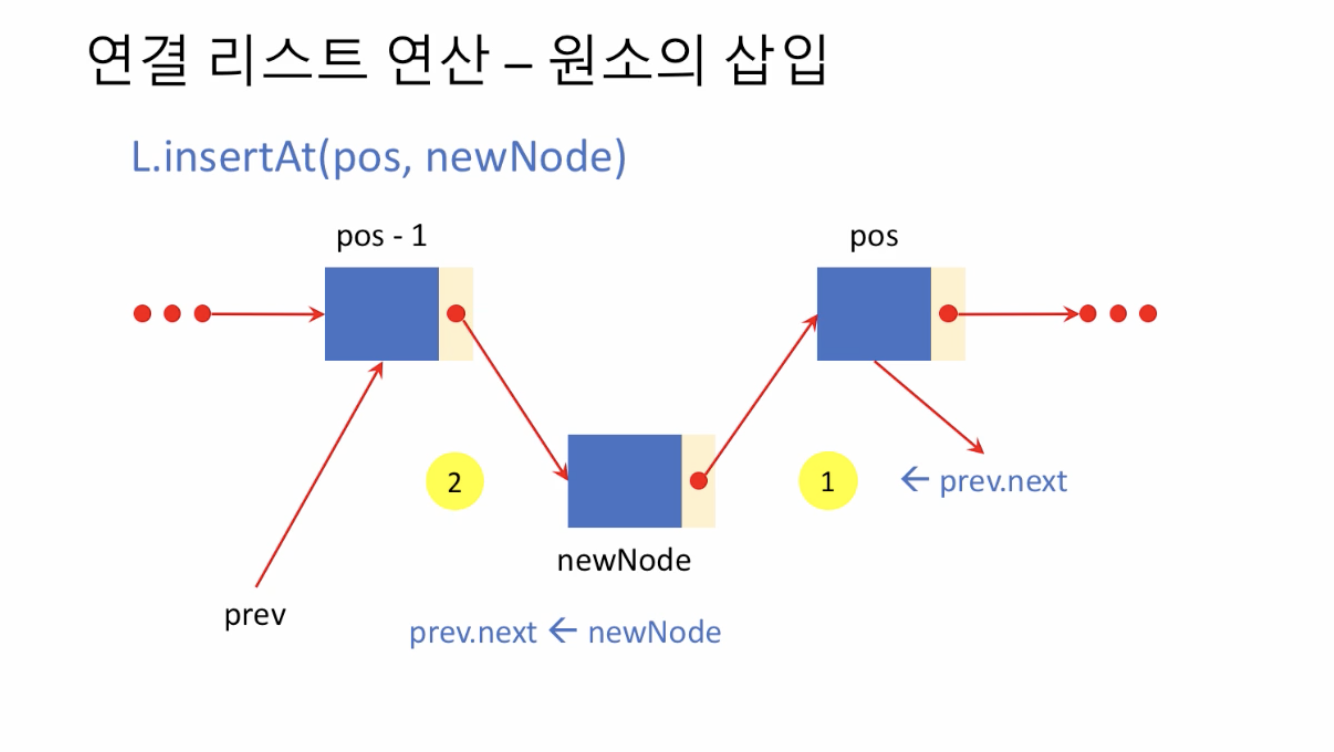 연결 리스트 연산 – 원소의 삽입
L.insertAt(pos, newNode)
pos - 1
pos
2
1
← prev.next
newNode
prev
prev.next ← newNode